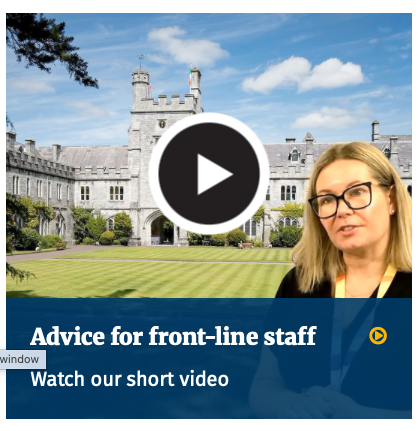 Advice for front-line staff
window
Watch our short video